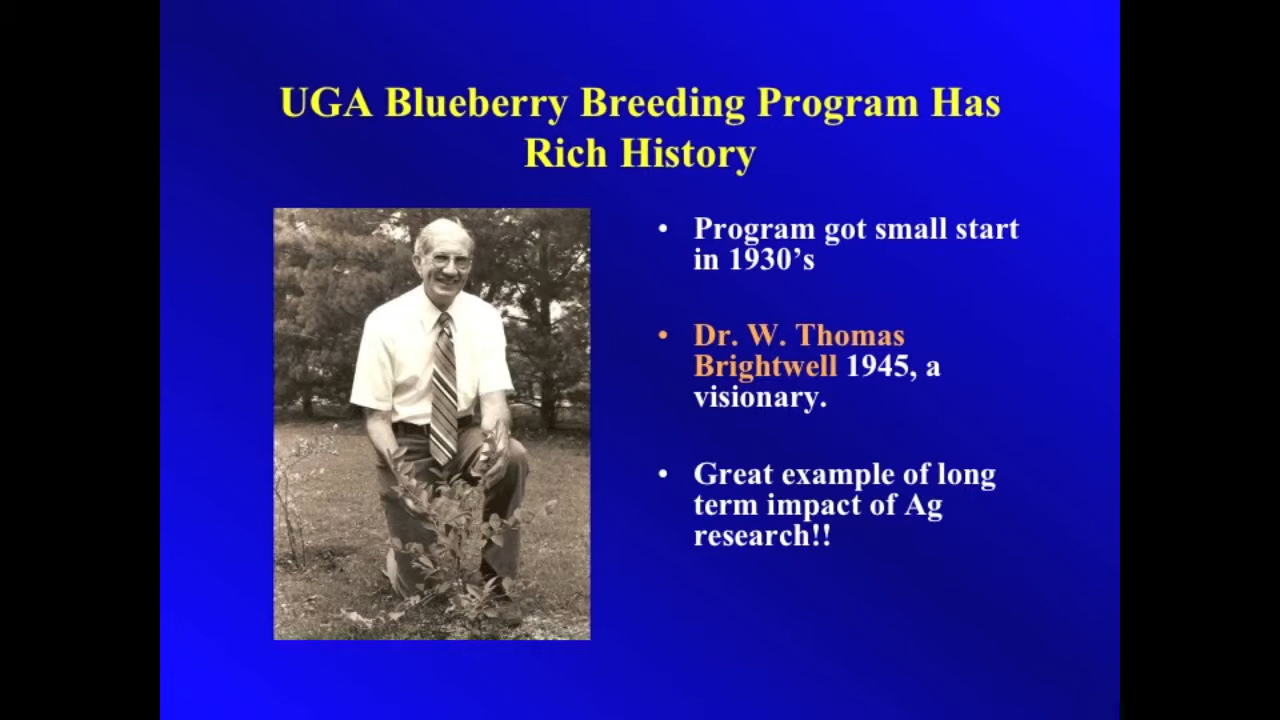 UGA Blueberry Breeding Program Has
Rich History
• Program got small start
in 1930’s
• Dr. W. Thomas
Brightwell 1945, a
visionary.
• Great example of long
term impact of Ag
research!!